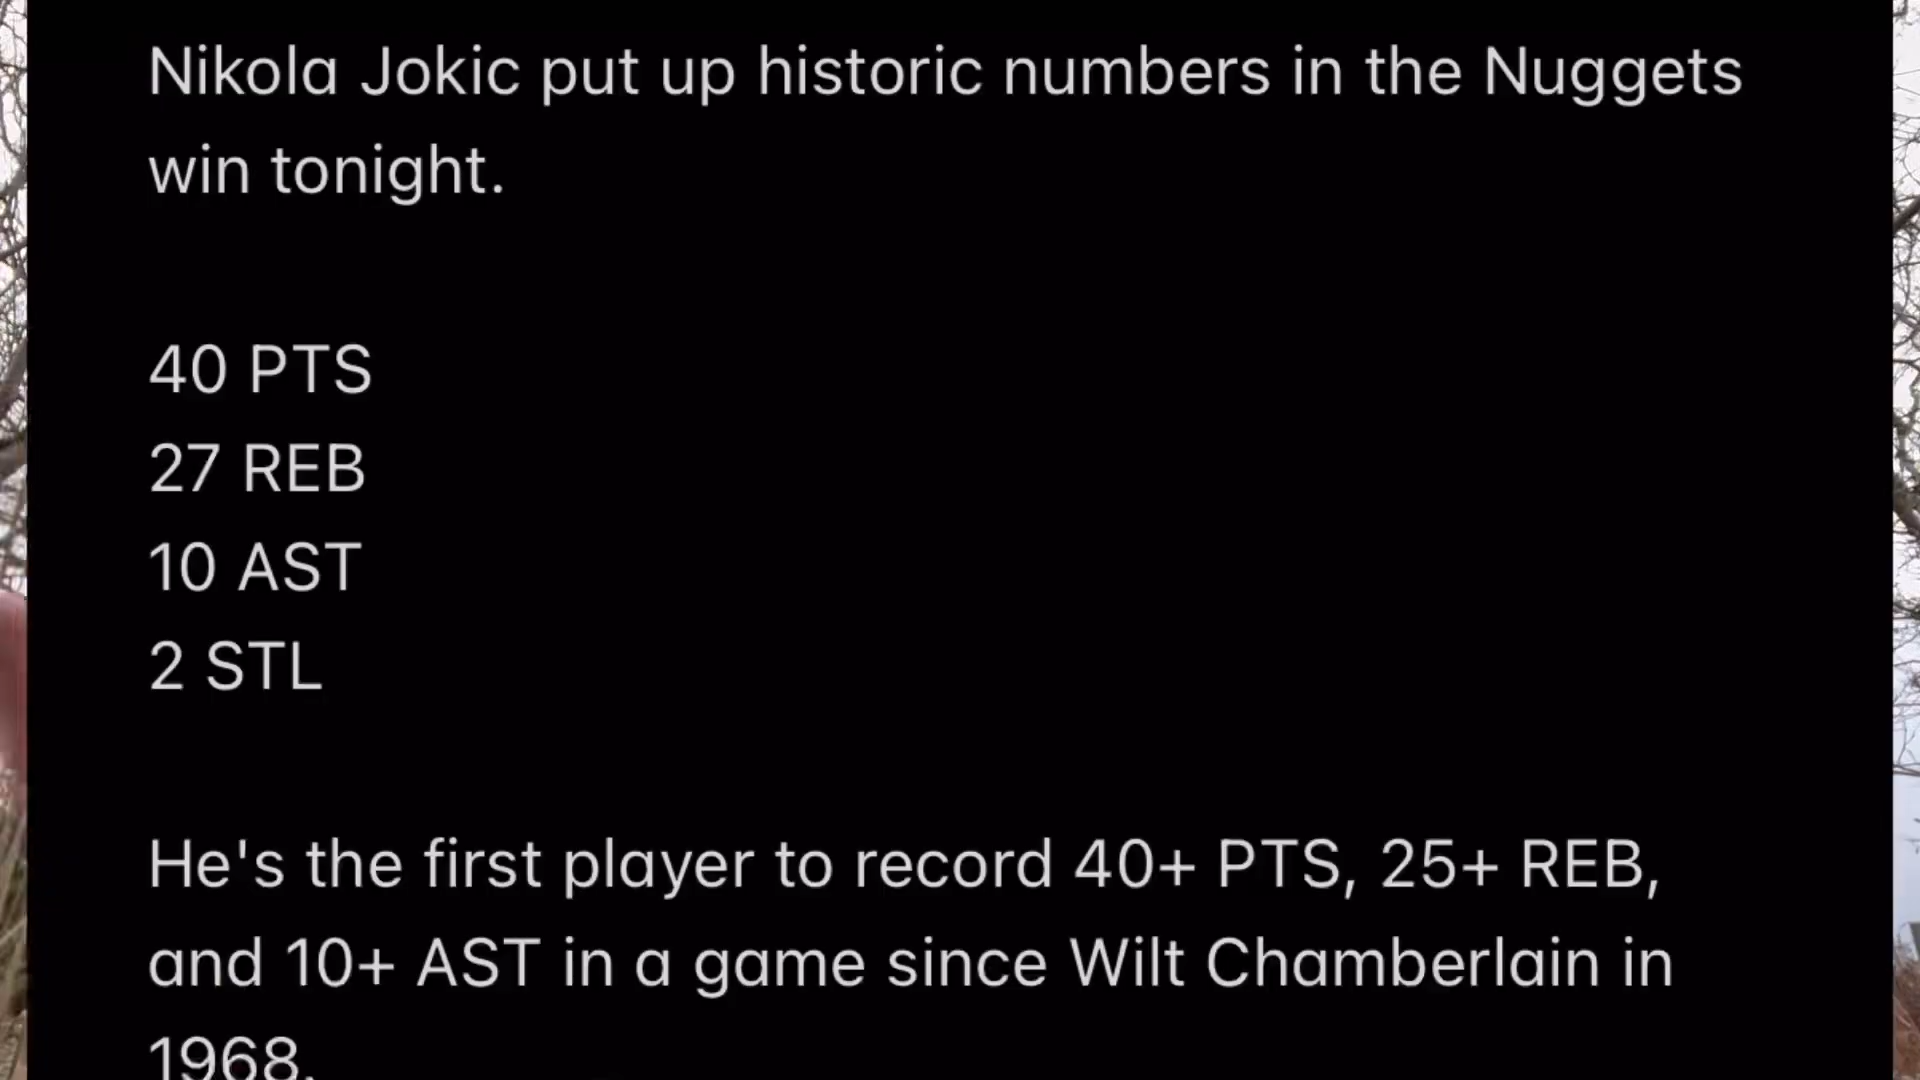 Nikola Jokic put up historic numbers in the Nuggets
win tonight.
40 PTS
27 REB
10 AST
2 STL
He's the first player to record 40+ PTS, 25+ REB,
and 10+ AST in a game since Wilt Chamberlain in
1968.